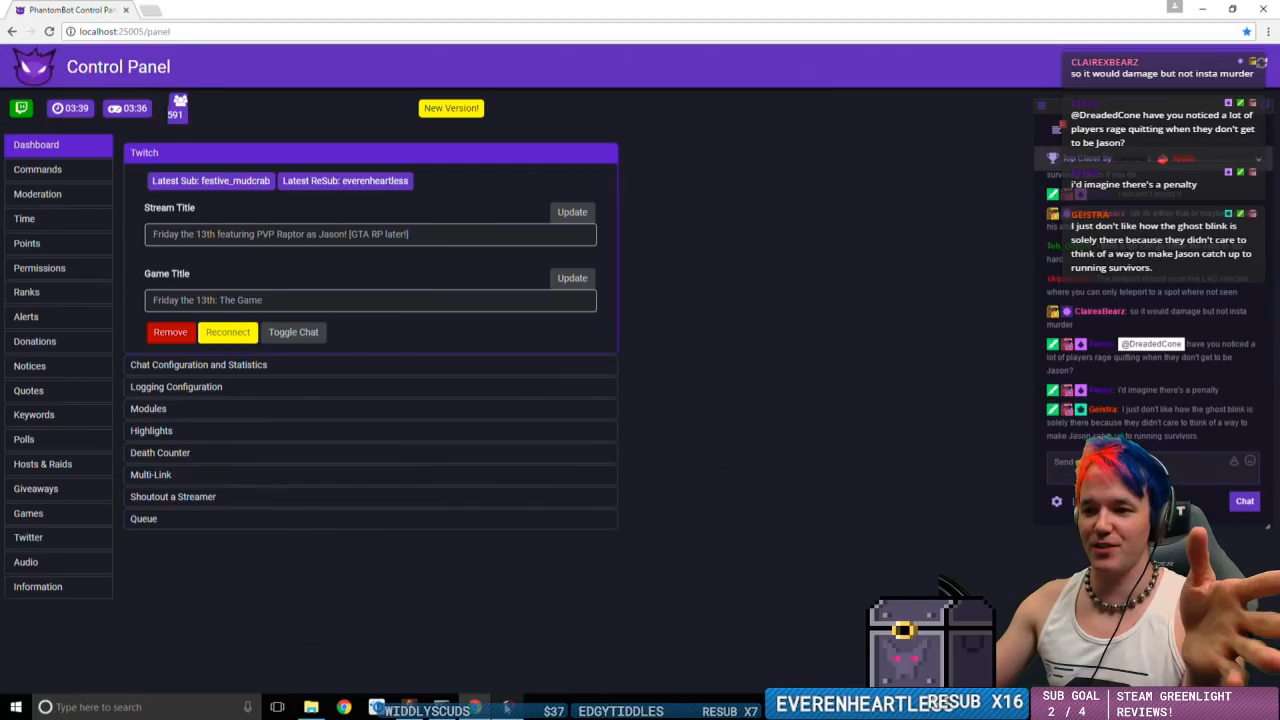 PhantomBot Control Pan
localhost:25005/panel
Control Panel
03:39
03:36
591
New Version!
Dashboard
Commands
Moderation
Time
Points
Permissions
Ranks
Alerts
Donations
Notices
Quotes
Keywords
Polls
Hosts & Raids
Giveaways
Games
Twitter
Audio
Information
Twitch
Latest Sub: festive_mudcrab
Latest ReSub: everenheartless
Stream Title
Update
Friday the 13th featuring PVP Raptor as Jason! [GTA RP later!]
Game Title
Update
Friday the 13th: The Game
Remove
Reconnect
Toggle Chat
Chat Configuration and Statistics
Logging Configuration
Modules
Highlights
Death Counter
Multi-Link
Shoutout a Streamer
Queue
CLAIREXBEARZ
so it would damage but not insta murder
@DreadedCone have you noticed a lot of
players rage quitting when they don't get
to be Jason?
Top Cheer by
i'd imagine there's a penalty
GEISTRA
I just don't like how the ghost blink is
solely there because they didn't care to
think of a way to make Jason catch up to
running survivors.
where you can only teleport to a spot where not seen
ClairexBearz: so it would damage but not insta
murder
@DreadedCone have you noticed a
lot of players rage quitting when they don't get to be
Jason?
i'd imagine there's a penalty
Geistra: I just don't like how the ghost blink is
solely there because they didn't care to think of a way to
make Jason catch up to running survivors.
Send
Chat
Type here to search
WIDDLYSCUDS $37
EDGYTIDDLES RESUB X7
EVERENHEARTLESS RESUB X16
SUB GOAL
2 / 4
STEAM GREENLIGHT
REVIEWS!